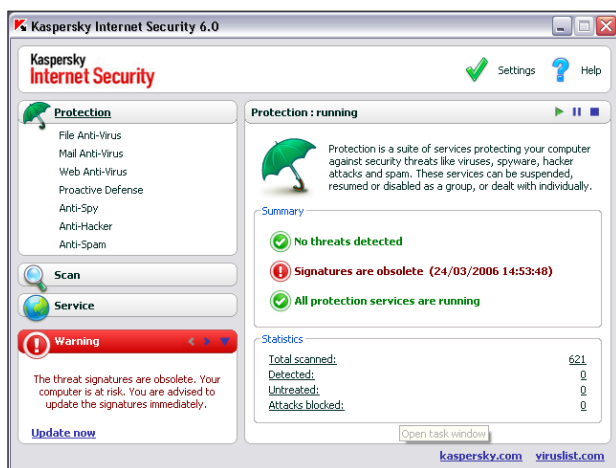 Kaspersky Internet Security 6.0
Kaspersky
Internet Security
Settings
Help
Protection
File Anti-Virus
Mail Anti-Virus
Web Anti-Virus
Proactive Defense
Anti-Spy
Anti-Hacker
Anti-Spam
Scan
Service
Warning
The threat signatures are obsolete. Your
computer is at risk. You are advised to
update the signatures immediately.
Update now
Protection : running
Protection is a suite of services protecting your computer
against security threats like viruses, spyware, hacker
attacks and spam. These services can be suspended,
resumed or disabled as a group, or dealt with individually.
Summary
No threats detected
Signatures are obsolete (24/03/2006 14:53:48)
All protection services are running
Statistics
Total scanned: 621
Detected: 0
Untreated: 0
Attacks blocked: 0
Open task window
kaspersky.com viruslist.com